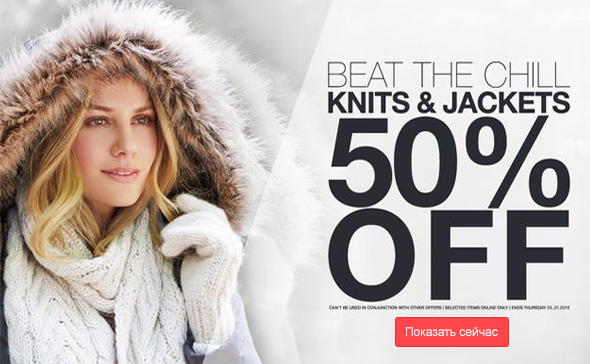 BEAT THE CHILL
KNITS & JACKETS
50%
OFF
CAN'T BE USED IN CONJUNCTION WITH OTHER OFFERS | SELECTED ITEMS ONLINE ONLY | ENDS THURSDAY
Показать сейчас